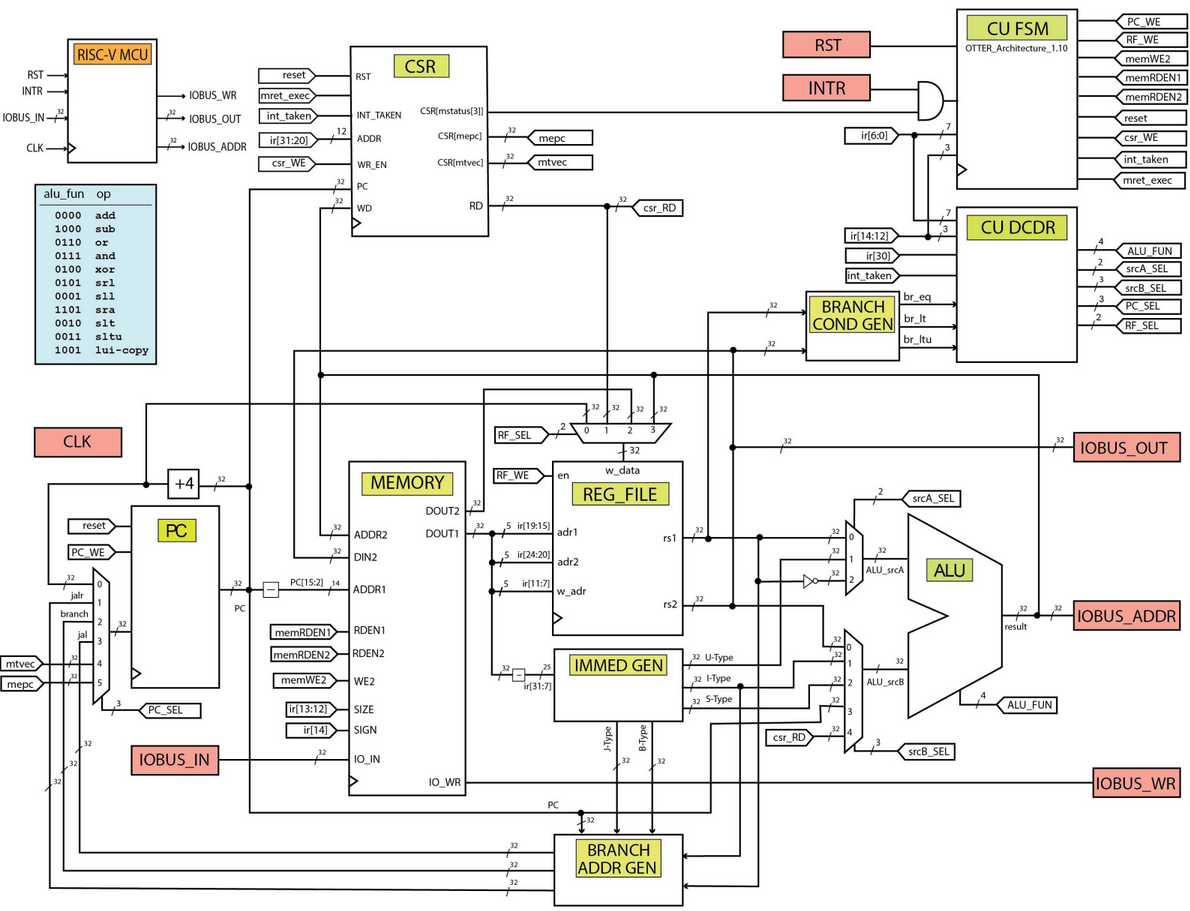 RISC-V MCU
RST
INTR
IOBUS_IN
32
CLK
IOBUS_WR
32
IOBUS_OUT
32
IOBUS_ADDR
alu_fun op
0000 add
1000 sub
0110 or
0111 and
0100 xor
0101 srl
0001 sll
1101 sra
0010 slt
0011 sltu
1001 lui-copy
CSR
reset
RST
mret_exec
int_taken
INT_TAKEN
ir[31:20]
12
ADDR
csr_WE
WR_EN
32
PC
32
WD
CSR[mstatus[3]]
CSR[mepc]
32
mepc
CSR[mtvec]
32
mtvec
RD
32
32
csr_RD
RST
INTR
CU FSM
OTTER_Architecture_1.10
ir[6:0]
7
3
PC_WE
RF_WE
memWE2
memRDEN1
memRDEN2
reset
csr_WE
int_taken
mret_exec
CU DCDR
7
ir[14:12]
3
ir[30]
int_taken
4
ALU_FUN
2
srcA_SEL
3
srcB_SEL
3
PC_SEL
2
RF_SEL
BRANCH
COND GEN
32
32
br_eq
br_lt
br_ltu
CLK
+4
32
PC
reset
PC_WE
32
0
jalr
1
branch
2
jal
3
mtvec
32
4
mepc
32
5
32
3
PC_SEL
32
32
32
32
PC
PC[15:2]
14
MEMORY
DOUT2
32
DOUT1
32
32
ADDR2
32
DIN2
ADDR1
memRDEN1
RDEN1
memRDEN2
RDEN2
memWE2
WE2
ir[13:12]
SIZE
ir[14]
SIGN
IOBUS_IN
32
IO_IN
IO_WR
32
32
32
32
RF_SEL
2
0 1 2 3
32
w_data
RF_WE
en
REG_FILE
5
ir[19:15]
adr1
5
ir[24:20]
adr2
5
ir[11:7]
w_adr
rs1
32
rs2
32
32
25
ir[31:7]
IMMED GEN
32
U-Type
32
I-Type
32
S-Type
J-Type
32
B-Type
32
PC
32
BRANCH
ADDR GEN
32
32
32
2
srcA_SEL
32
0
32
1
32
2
32
ALU_srcA
32
0
32
1
32
2
32
3
csr_RD
32
4
32
ALU_srcB
3
srcB_SEL
ALU
4
ALU_FUN
32
result
32
32
IOBUS_OUT
IOBUS_ADDR
IOBUS_WR